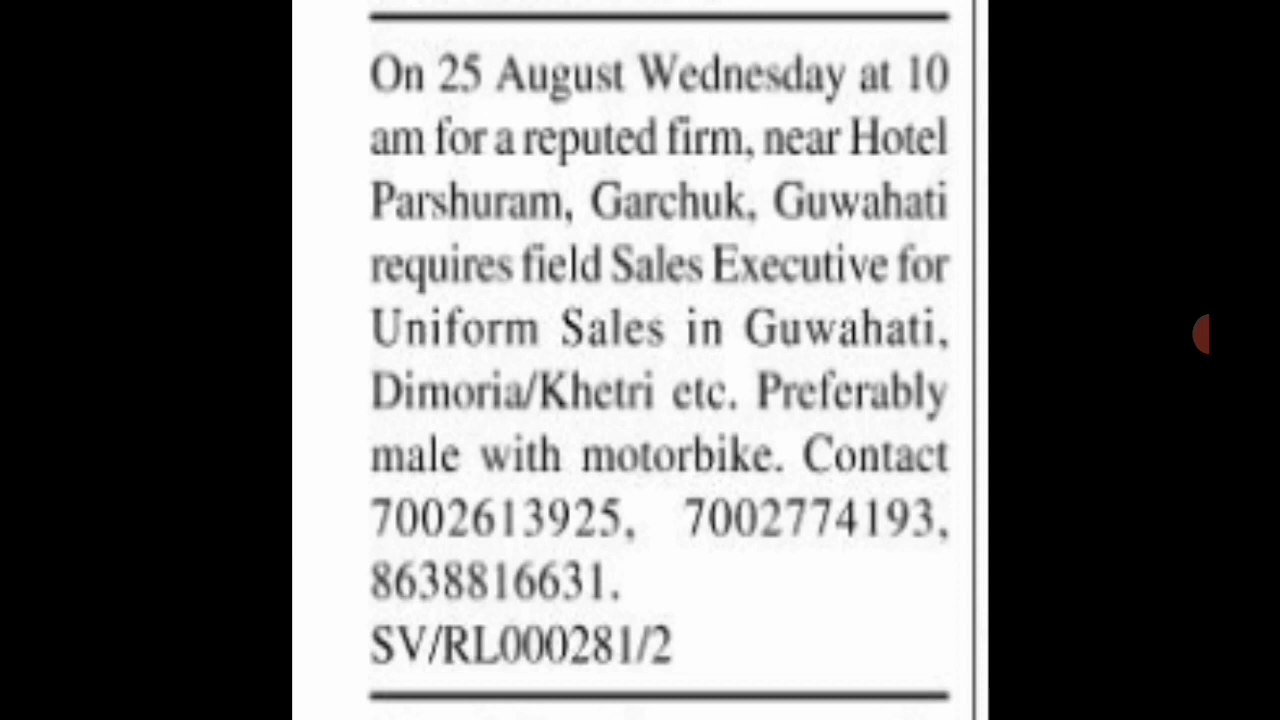 On 25 August Wednesday at 10
am for a reputed firm, near Hotel
Parshuram, Garchuk, Guwahati
requires field Sales Executive for
Uniform Sales in Guwahati,
Dimoria/Khetri etc. Preferably
male with motorbike. Contact
7002613925, 7002774193,
8638816631.
SV/RL000281/2